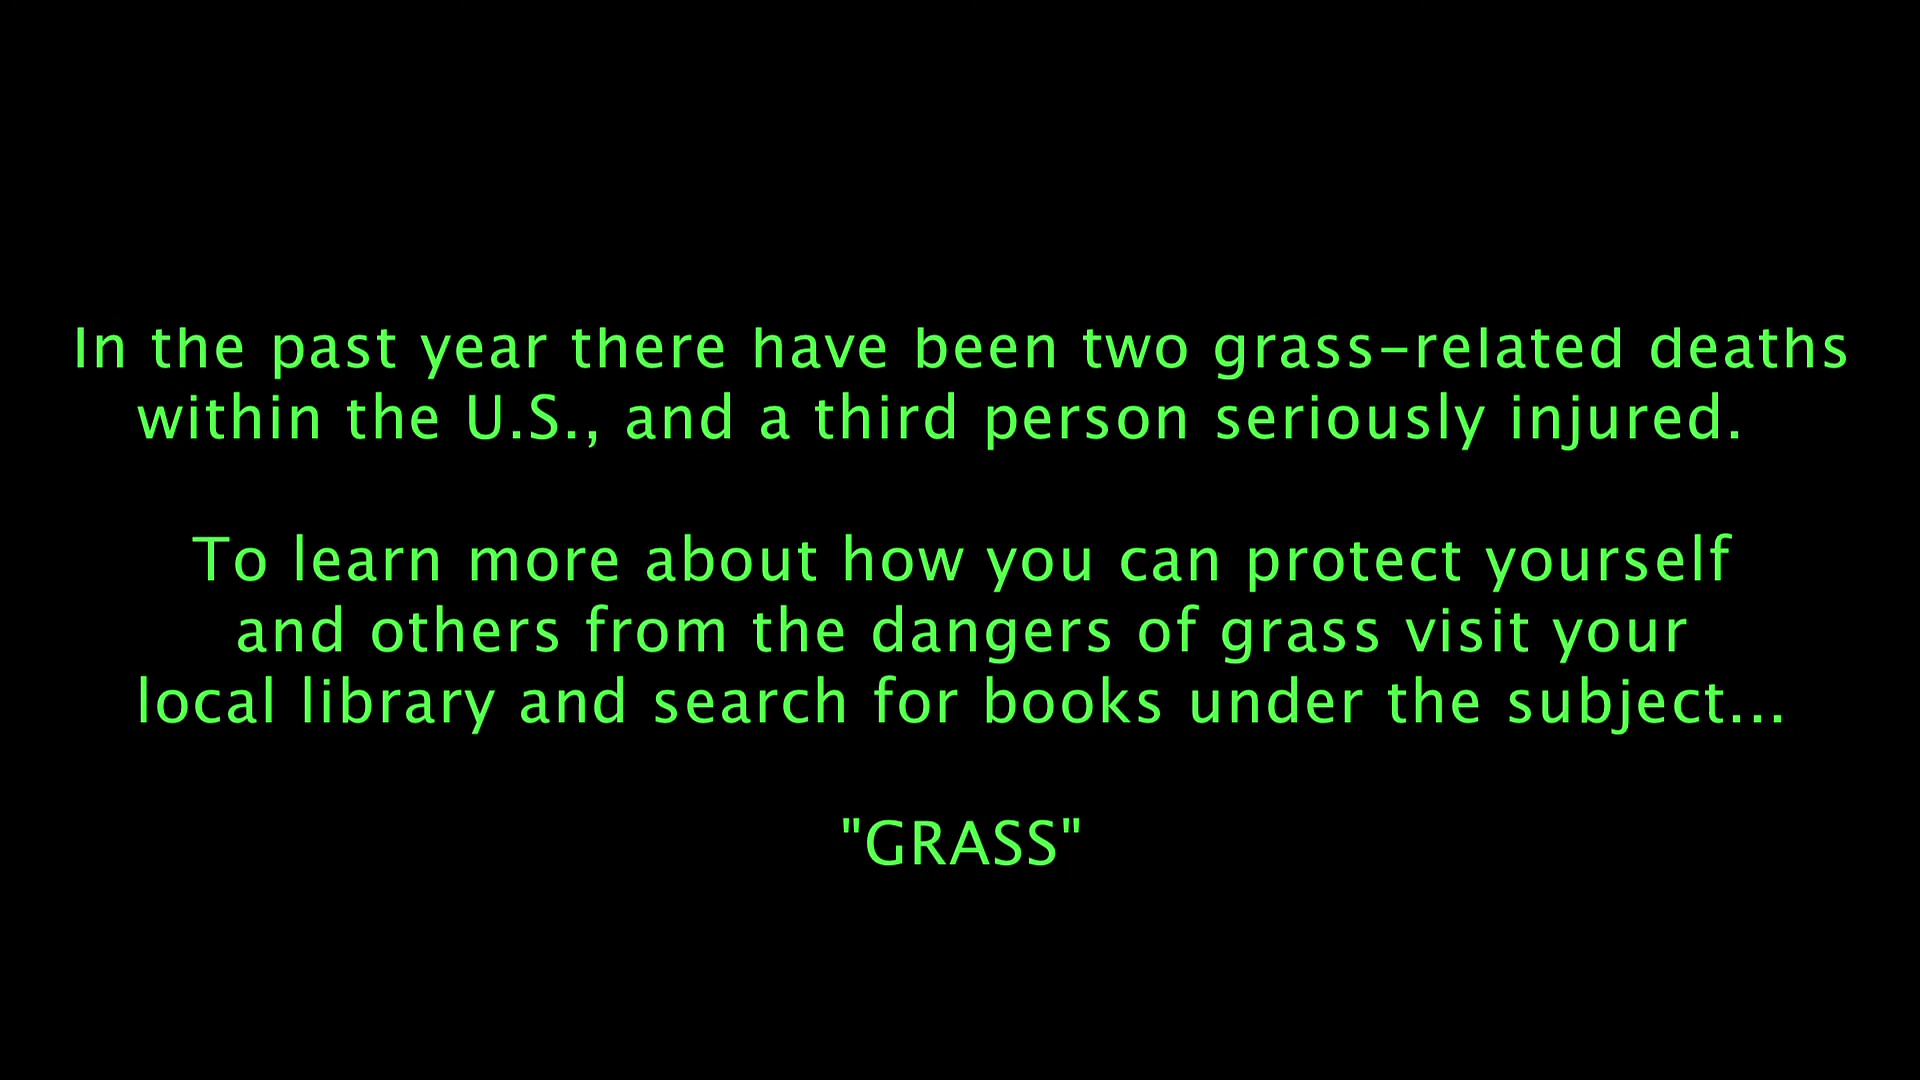 In the past year there have been two grass-related deaths
within the U.S., and a third person seriously injured.
To learn more about how you can protect yourself
and others from the dangers of grass visit your
local library and search for books under the subject...
"GRASS"